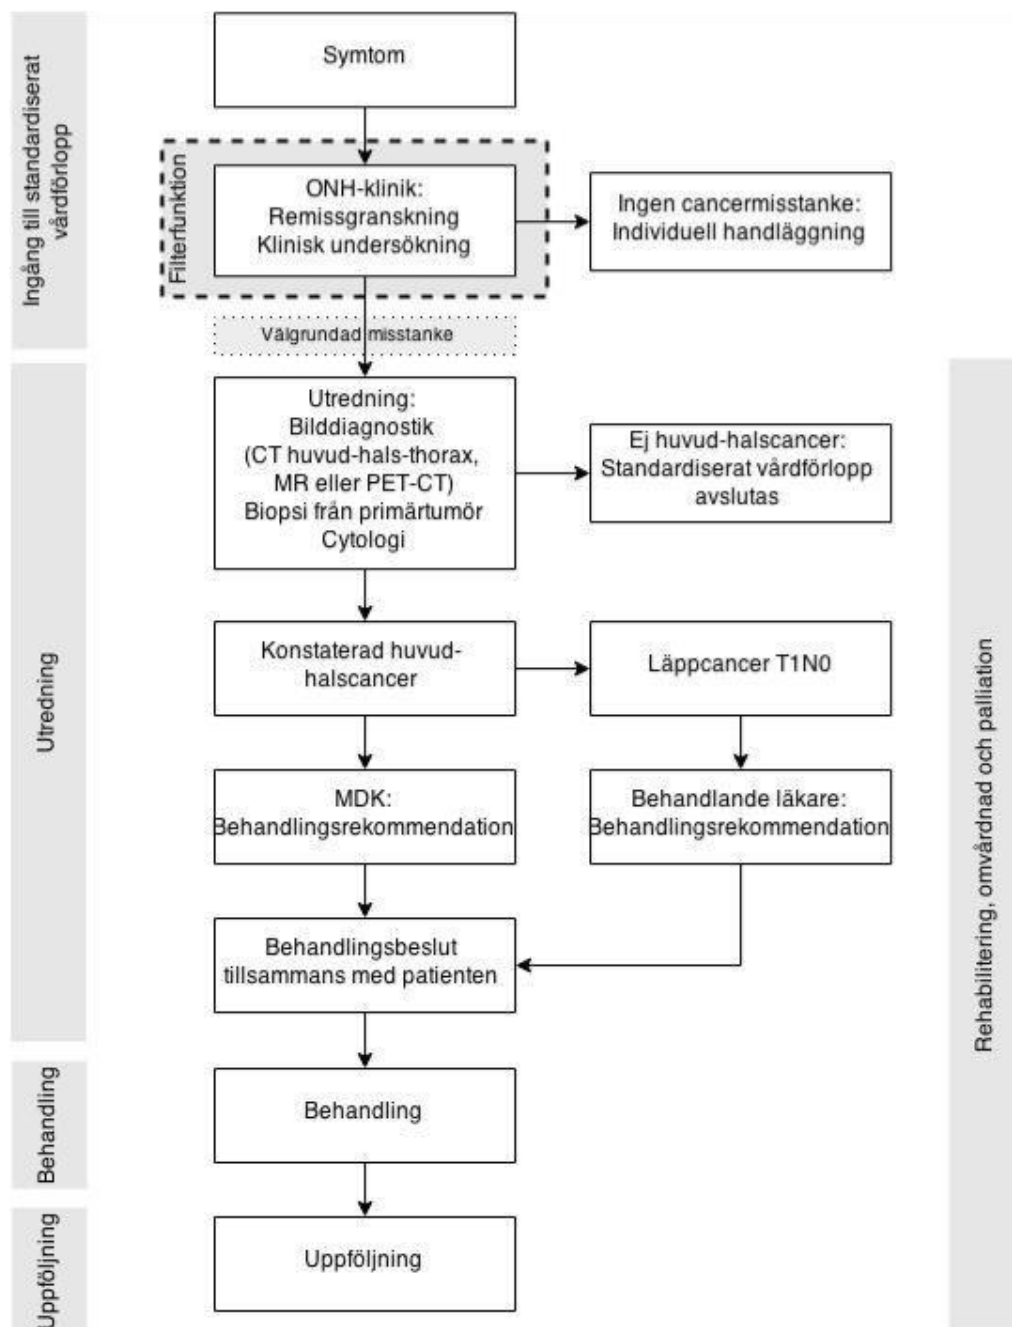 Ingång till standardiserat
vårdförlopp
Symtom
Filterfunktion
ONH-klinik:
Remissgranskning
Klinisk undersökning
Ingen cancermisstanke:
Individuell handläggning
Välgrundad misstanke
Utredning
Utredning:
Bilddiagnostik
(CT huvud-hals-thorax,
MR eller PET-CT)
Biopsi från primärtumör
Cytologi
Ej huvud-halscancer:
Standardiserat vårdförlopp
avslutas
Konstaterad huvud-
halscancer
Läppcancer T1N0
MDK:
Behandlingsrekommendation
Behandlande läkare:
Behandlingsrekommendation
Behandlingsbeslut
tillsammans med patienten
Behandling
Behandling
Uppföljning
Uppföljning
Rehabilitering, omvårdnad och palliation